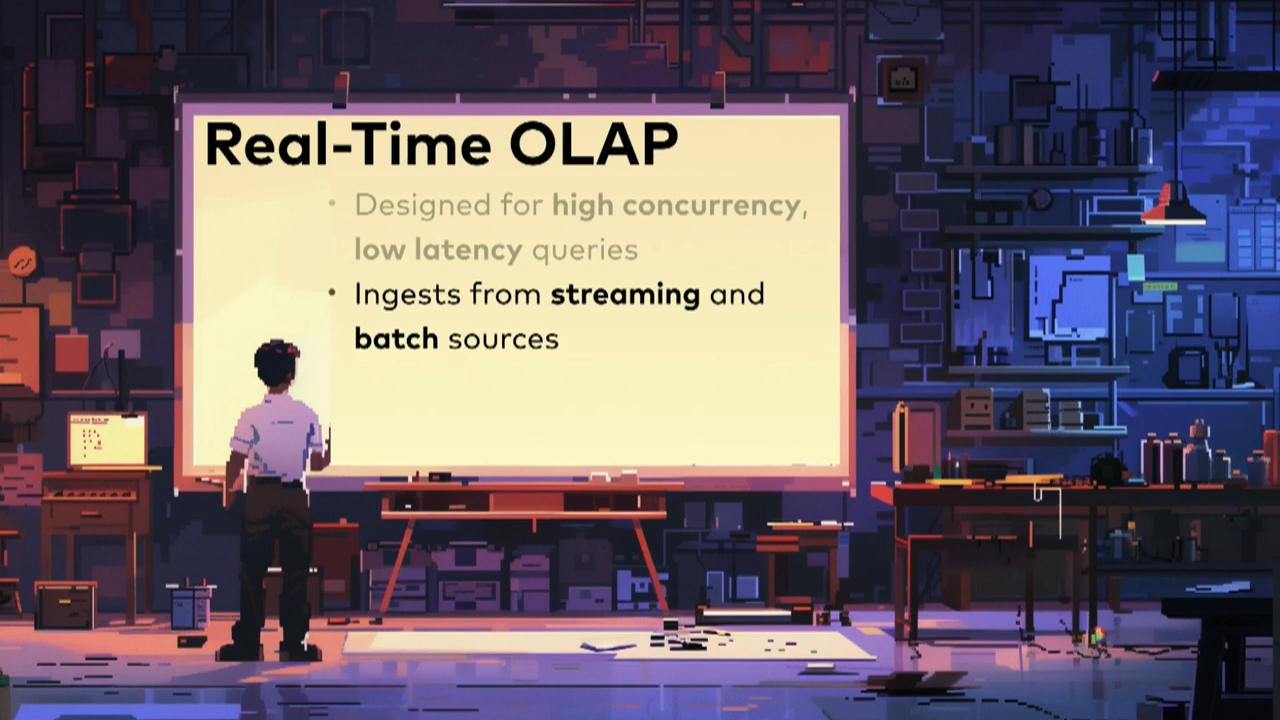 Real-Time OLAP
• Designed for high concurrency,
low latency queries
• Ingests from streaming and
batch sources